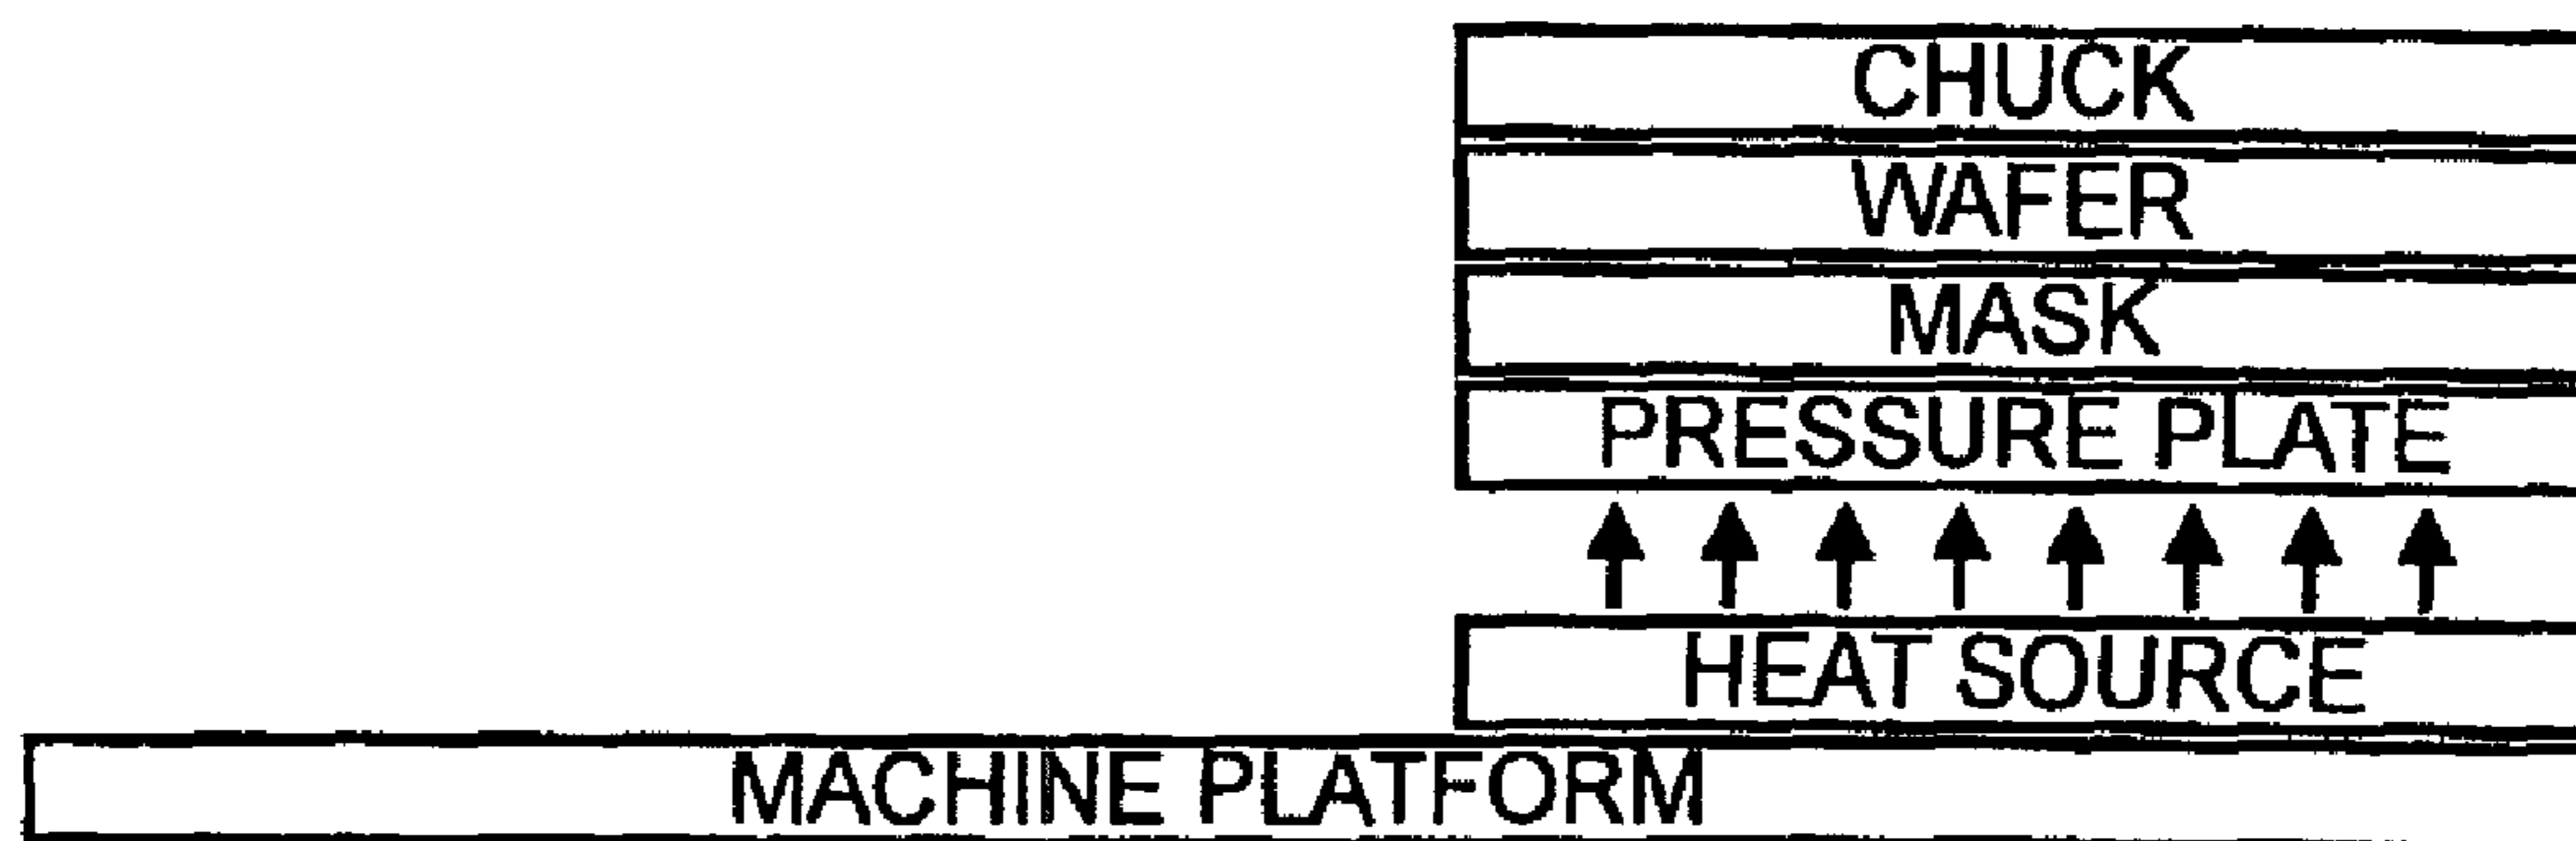 CHUCK
WAFER
MASK
PRESSURE PLATE
HEAT SOURCE
MACHINE PLATFORM